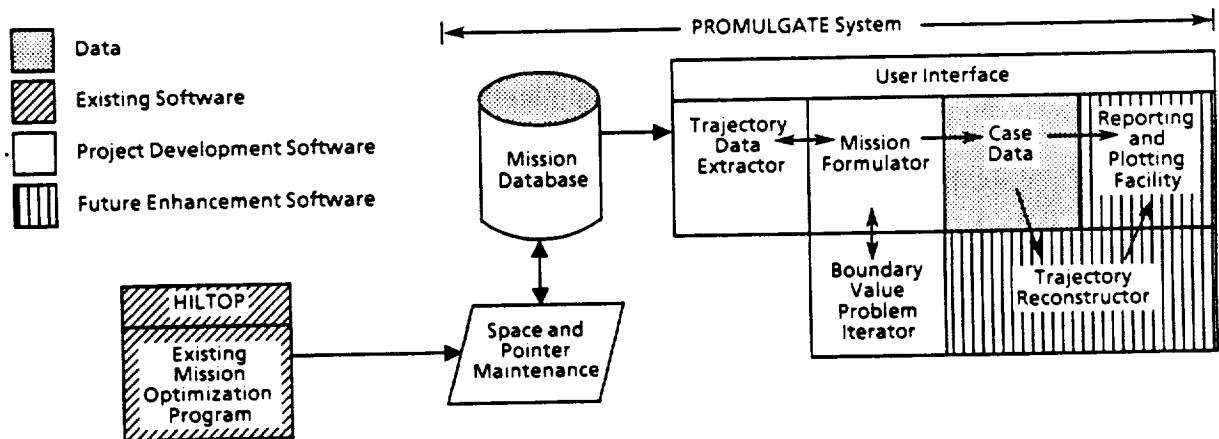 PROMULGATE System
Data
Existing Software
Project Development Software
Future Enhancement Software
Mission
Database
User Interface
Trajectory
Data
Extractor
Mission
Formulator
Case
Data
Reporting
and
Plotting
Facility
Boundary
Value
Problem
Iterator
Trajectory
Reconstructor
HILTOP
Existing
Mission
Optimization
Program
Space and
Pointer
Maintenance